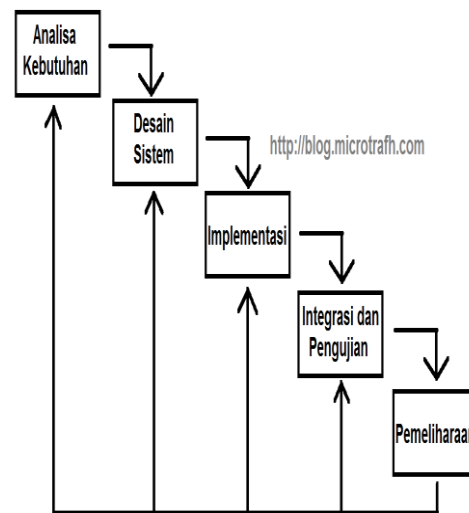 Analisa
Kebutuhan
Desain
Sistem
http://blog.microtrafh.com
Implementasi
Integrasi dan
Pengujian
Pemeliharaan